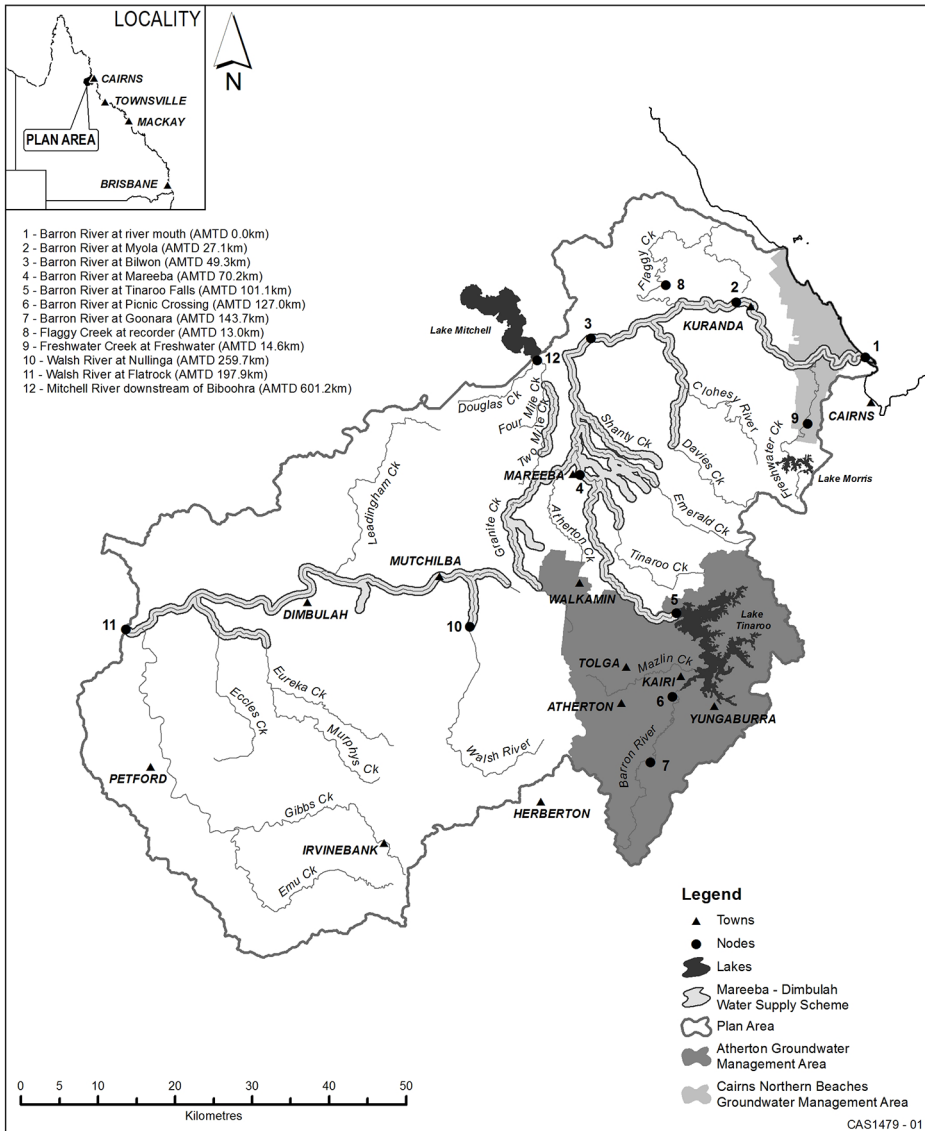 LOCALITY
CAIRNS
TOWNSVILLE
MACKAY
PLAN AREA
BRISBANE
N
1 - Barron River at river mouth (AMTD 0.0km)
2 - Barron River at Myola (AMTD 27.1km)
3 - Barron River at Bilwon (AMTD 49.3km)
4 - Barron River at Mareeba (AMTD 70.2km)
5 - Barron River at Tinaroo Falls (AMTD 101.1km)
6 - Barron River at Picnic Crossing (AMTD 127.0km)
7 - Barron River at Goonara (AMTD 143.7km)
8 - Flaggy Creek at recorder (AMTD 13.0km)
9 - Freshwater Creek at Freshwater (AMTD 14.6km)
10 - Walsh River at Nullinga (AMTD 259.7km)
11 - Walsh River at Flatrock (AMTD 197.9km)
12 - Mitchell River downstream of Biboohra (AMTD 601.2km)
Flaggy Ck
8
2
KURANDA
Lake Mitchell
3
12
1
Douglas Ck
Four Mile Ck
Two Mile Ck
Clohesy River
CAIRNS
9
Shanty Ck
Davies Ck
Freshwater Ck
Lake Morris
MAREEBA
4
Leadingham Ck
Granite Ck
Atherton Ck
Emerald Ck
Tinaroo Ck
MUTCHILBA
WALKAMIN
DIMBULAH
5
Lake
Tinaroo
11
10
TOLGA
Mazlin Ck
KAIRI
Eureka Ck
Eccles Ck
6
ATHERTON
YUNGABURRA
Murphys Ck
Walsh River
Barron River
7
PETFORD
Gibbs Ck
HERBERTON
IRVINEBANK
Emu Ck
Legend
Towns
Nodes
Lakes
Mareeba - Dimbulah
Water Supply Scheme
Plan Area
Atherton Groundwater
Management Area
Cairns Northern Beaches
Groundwater Management Area
0 5 10 20 30 40 50
Kilometres
CAS1479 - 01